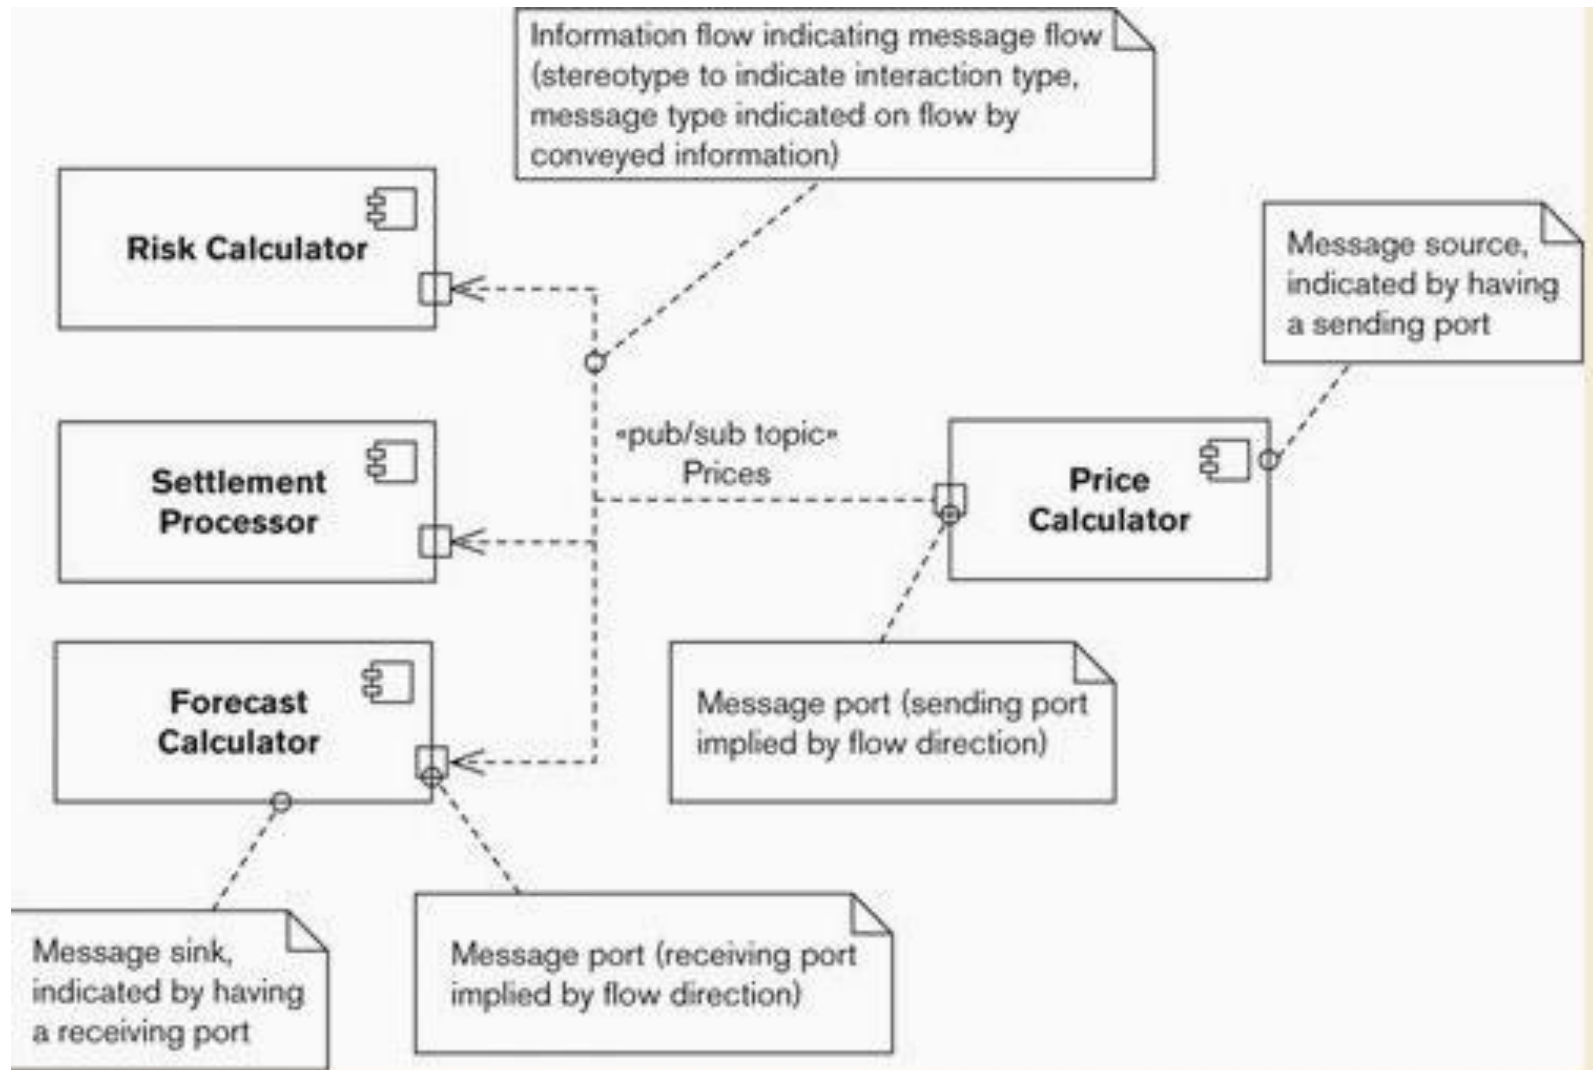 Information flow indicating message flow
(stereotype to indicate interaction type,
message type indicated on flow by
conveyed information)
Risk Calculator
Message source,
indicated by having
a sending port
«pub/sub topic»
Prices
Settlement
Processor
Price
Calculator
Forecast
Calculator
Message port (sending port
implied by flow direction)
Message sink,
indicated by having
a receiving port
Message port (receiving port
implied by flow direction)